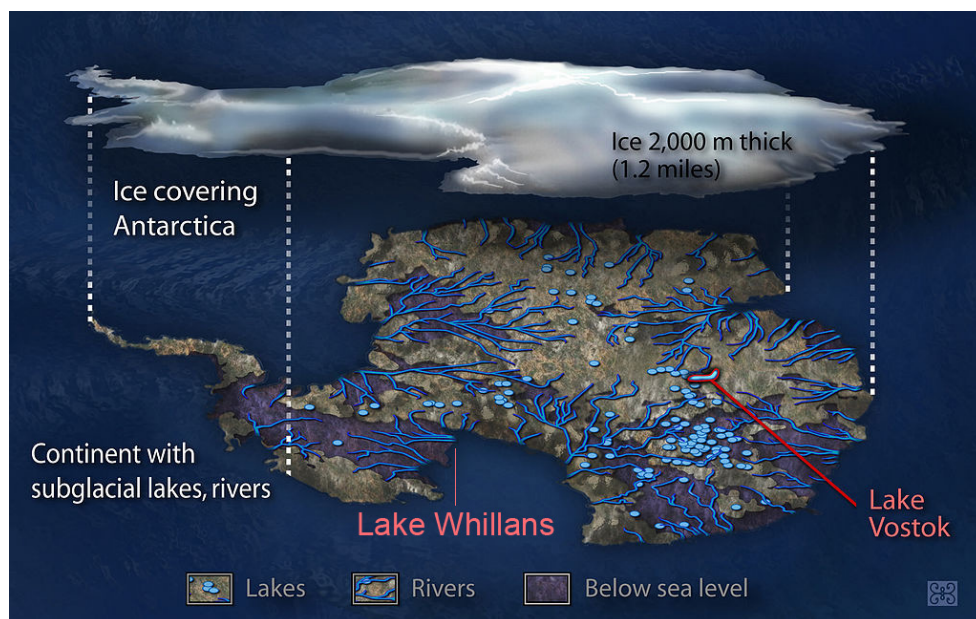 Ice 2,000 m thick
(1.2 miles)
Ice covering
Antarctica
Continent with
subglacial lakes, rivers
Lake Whillans
Lake
Vostok
Lakes
Rivers
Below sea level